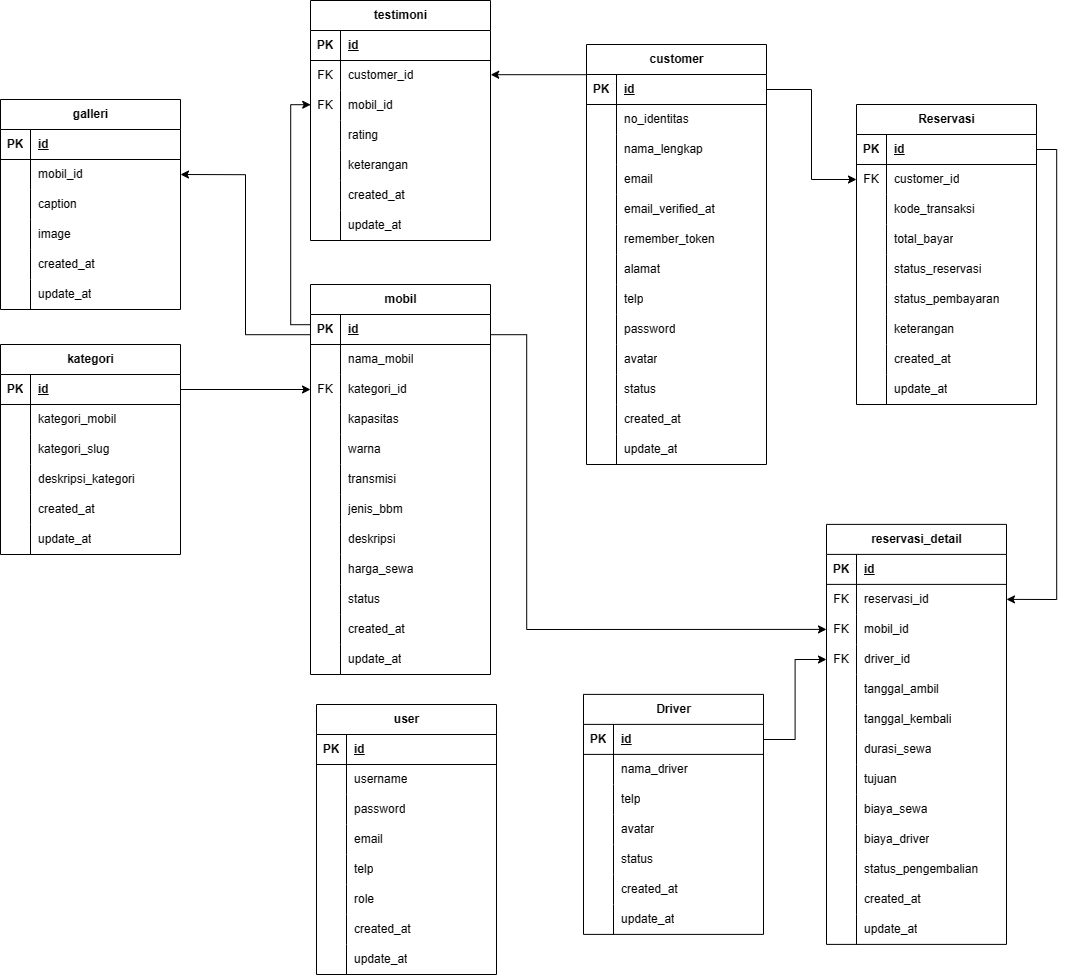 testimoni
PK id
FK customer_id
FK mobil_id
rating
keterangan
created_at
update_at
customer
PK id
no_identitas
nama_lengkap
email
email_verified_at
remember_token
alamat
telp
password
avatar
status
created_at
update_at
galleri
PK id
mobil_id
caption
image
created_at
update_at
Reservasi
PK id
FK customer_id
kode_transaksi
total_bayar
status_reservasi
status_pembayaran
keterangan
created_at
update_at
mobil
PK id
nama_mobil
FK kategori_id
kapasitas
warna
transmisi
jenis_bbm
deskripsi
harga_sewa
status
created_at
update_at
kategori
PK id
kategori_mobil
kategori_slug
deskripsi_kategori
created_at
update_at
reservasi_detail
PK id
FK reservasi_id
FK mobil_id
FK driver_id
tanggal_ambil
tanggal_kembali
durasi_sewa
tujuan
biaya_sewa
biaya_driver
status_pengembalian
created_at
update_at
Driver
PK id
nama_driver
telp
avatar
status
created_at
update_at
user
PK id
username
password
email
telp
role
created_at
update_at